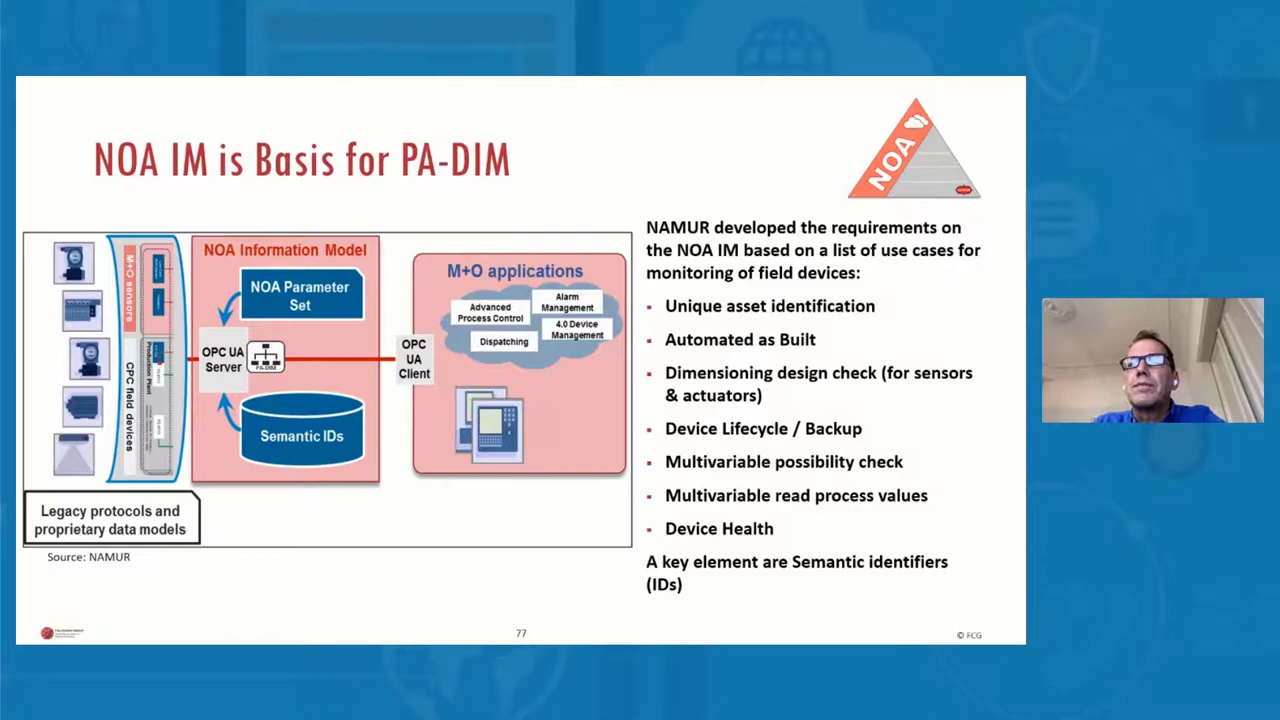 NOA IM is Basis for PA-DIM
NOA
NOA Information Model
NOA Parameter
Set
OPC UA
Server
PA-DIM
Semantic IDs
M+O sensors
Production Plant
CPC field devices
Legacy protocols and
proprietary data models
OPC
UA
Client
M+O applications
Advanced
Process Control
Alarm
Management
4.0 Device
Management
Dispatching
Source: NAMUR
NAMUR developed the requirements on
the NOA IM based on a list of use cases for
monitoring of field devices:
▪ Unique asset identification
▪ Automated as Built
▪ Dimensioning design check (for sensors
& actuators)
▪ Device Lifecycle / Backup
▪ Multivariable possibility check
▪ Multivariable read process values
▪ Device Health
A key element are Semantic identifiers
(IDs)
77
© FCG